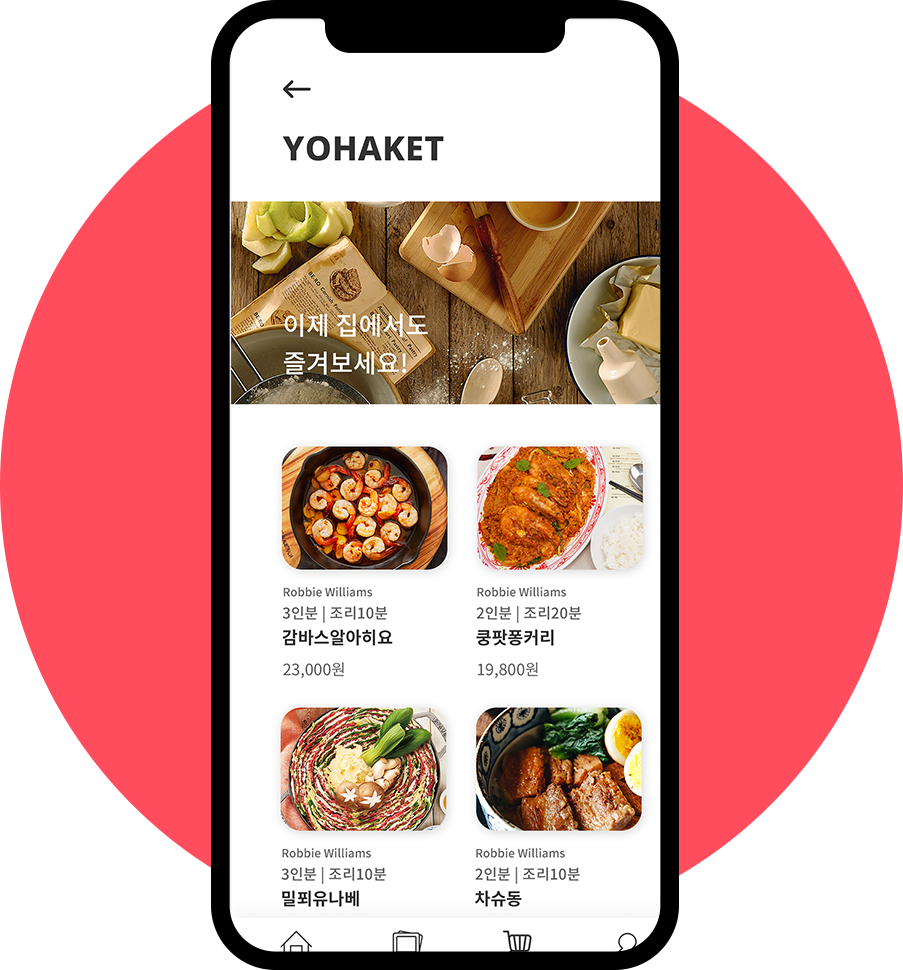 YOHAKET
이제 집에서도
즐겨보세요!
Robbie Williams
3인분 | 조리10분
감바스알아히요
23,000원
Robbie Williams
2인분 | 조리20분
쿵팟퐁커리
19,800원
Robbie Williams
3인분 | 조리10분
밀푀유나베
Robbie Williams
2인분 | 조리10분
차슈동